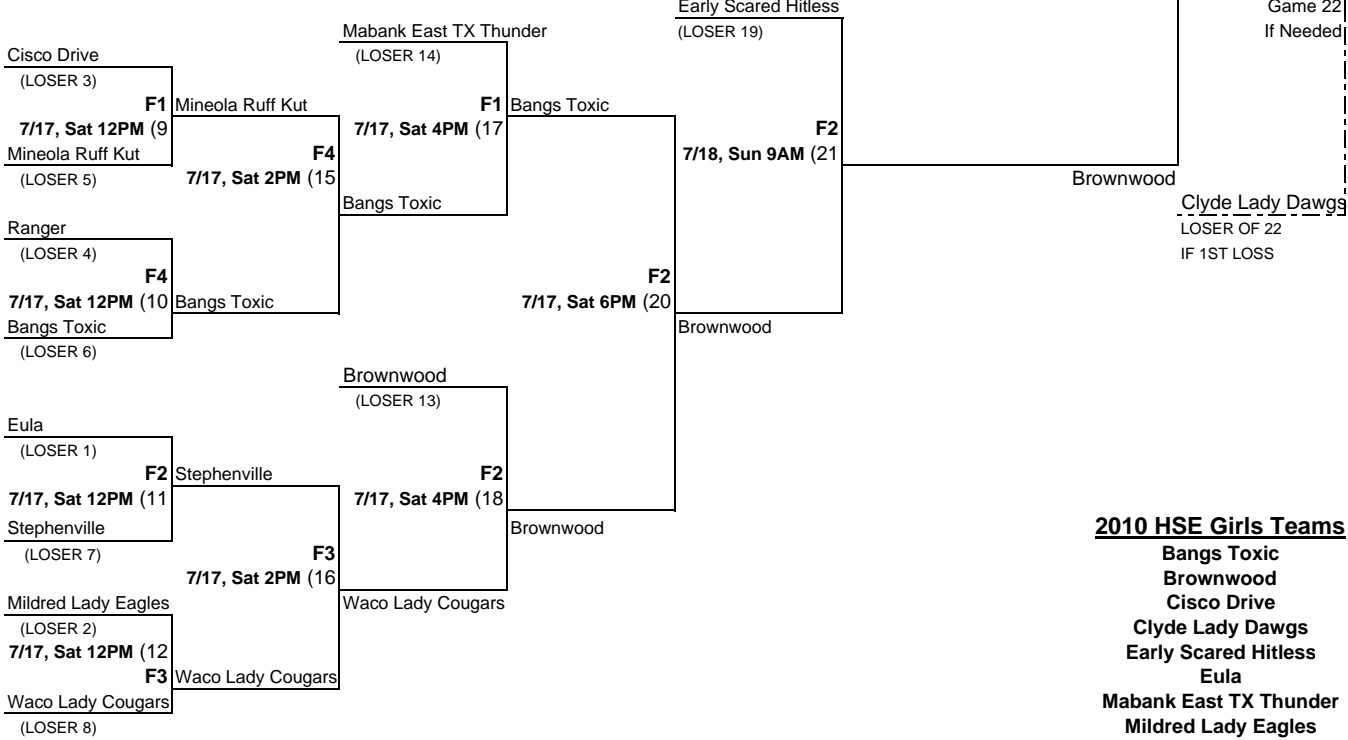 Early Scared Hitless
Game 22
Mabank East TX Thunder
(LOSER 19)
If Needed
Cisco Drive
(LOSER 14)
(LOSER 3)
F1 Mineola Ruff Kut
F1 Bangs Toxic
7/17, Sat 12PM (9
7/17, Sat 4PM (17
F2
Mineola Ruff Kut
F4
7/18, Sun 9AM (21
(LOSER 5)
7/17, Sat 2PM (15
Brownwood
Bangs Toxic
Clyde Lady Dawgs
Ranger
LOSER OF 22
(LOSER 4)
IF 1ST LOSS
F4
F2
7/17, Sat 12PM (10 Bangs Toxic
7/17, Sat 6PM (20
Bangs Toxic
Brownwood
(LOSER 6)
Brownwood
(LOSER 13)
Eula
(LOSER 1)
F2 Stephenville
F2
7/17, Sat 12PM (11
7/17, Sat 4PM (18
Stephenville
Brownwood
2010 HSE Girls Teams
(LOSER 7)
F3
Bangs Toxic
7/17, Sat 2PM (16
Brownwood
Mildred Lady Eagles
Waco Lady Cougars
Cisco Drive
(LOSER 2)
Clyde Lady Dawgs
7/17, Sat 12PM (12
Early Scared Hitless
F3 Waco Lady Cougars
Eula
Waco Lady Cougars
Mabank East TX Thunder
(LOSER 8)
Mildred Lady Eagles